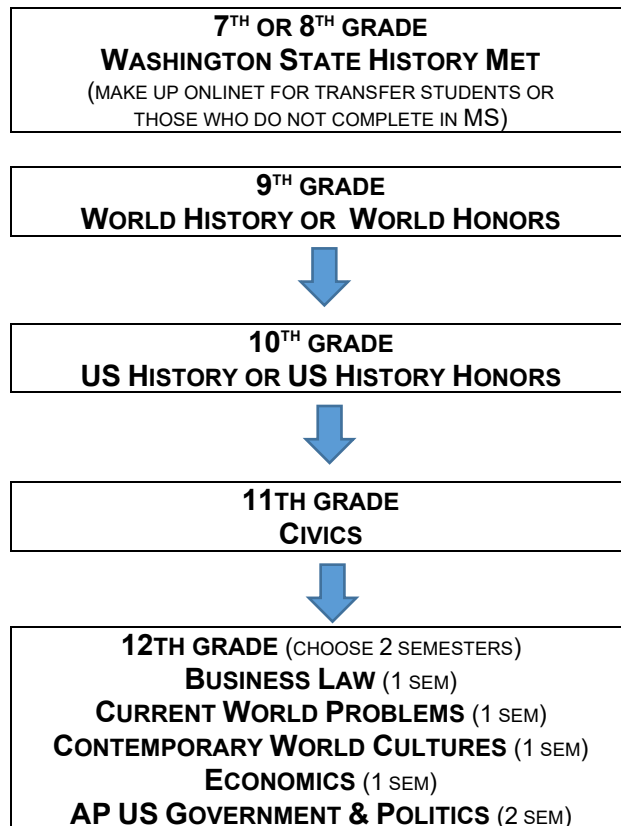 7TH OR 8TH GRADE
WASHINGTON STATE HISTORY MET
(MAKE UP ONLINET FOR TRANSFER STUDENTS OR
THOSE WHO DO NOT COMPLETE IN MS)
9TH GRADE
WORLD HISTORY OR WORLD HONORS
10TH GRADE
US HISTORY OR US HISTORY HONORS
11TH GRADE
CIVICS
12TH GRADE (CHOOSE 2 SEMESTERS)
BUSINESS LAW (1 SEM)
CURRENT WORLD PROBLEMS (1 SEM)
CONTEMPORARY WORLD CULTURES (1 SEM)
ECONOMICS (1 SEM)
AP US GOVERNMENT & POLITICS (2 SEM)